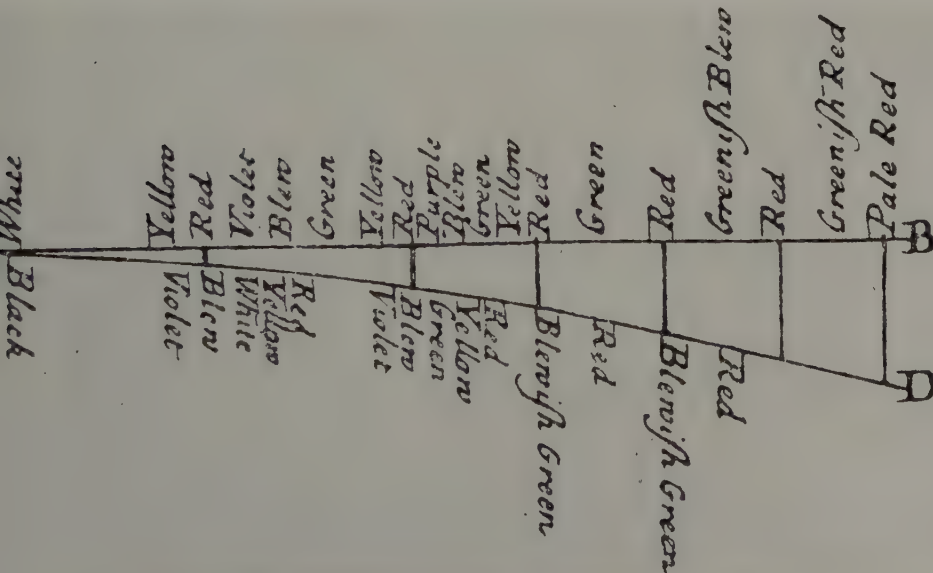 White
Yellow
Red
Violet
Blew
Green
Yellow
Red
Purple
Blew
Green
Yellow
Red
Green
Red
Greeniſh Blew
Red
Greeniſh-Red
Pale Red
B
Black
Violet
Blew
White
Yellow
Red
Violet
Blew
Green
Yellow
Red
Blewiſh Green
Red
Blewiſh Green
Red
D